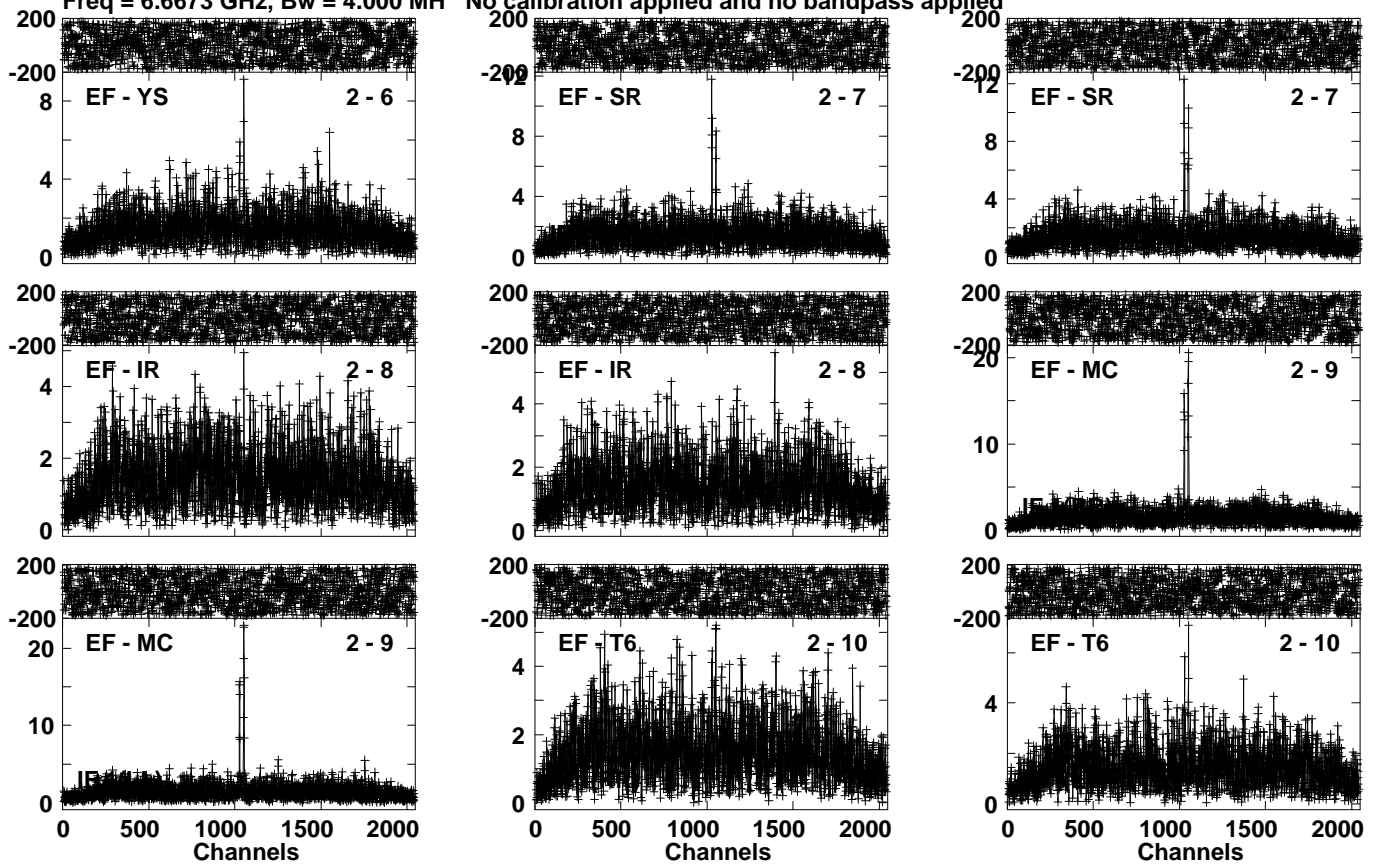 Freq = 6.6673 GHz, Bw = 4.000 MH No calibration applied and no bandpass applied
200 200 200
-200 -200 -200
EF - YS 2 - 6 EF - SR 2 - 7 EF - SR 2 - 7
8 12 12
4 8 8
0 4 4
0 0
200 200 200
-200 -200 -200
EF - IR 2 - 8 EF - IR 2 - 8 EF - MC 2 - 9
4 4 20
2 2 10
0 0 0
200 200 200
-200 -200 -200
EF - MC 2 - 9 EF - T6 2 - 10 EF - T6 2 - 10
20 4 4
10 2 0
0 0
0 500 1000 1500 2000 0 500 1000 1500 2000 0 500 1000 1500 2000
Channels Channels Channels